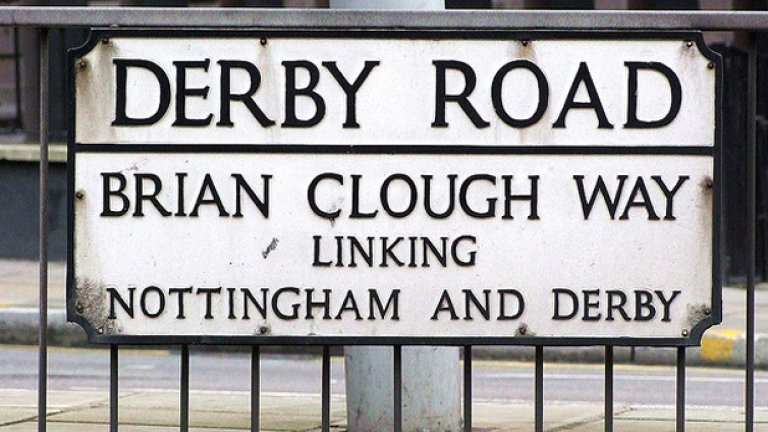 DERBY ROAD
BRIAN CLOUGH WAY
LINKING
NOTTINGHAM AND DERBY